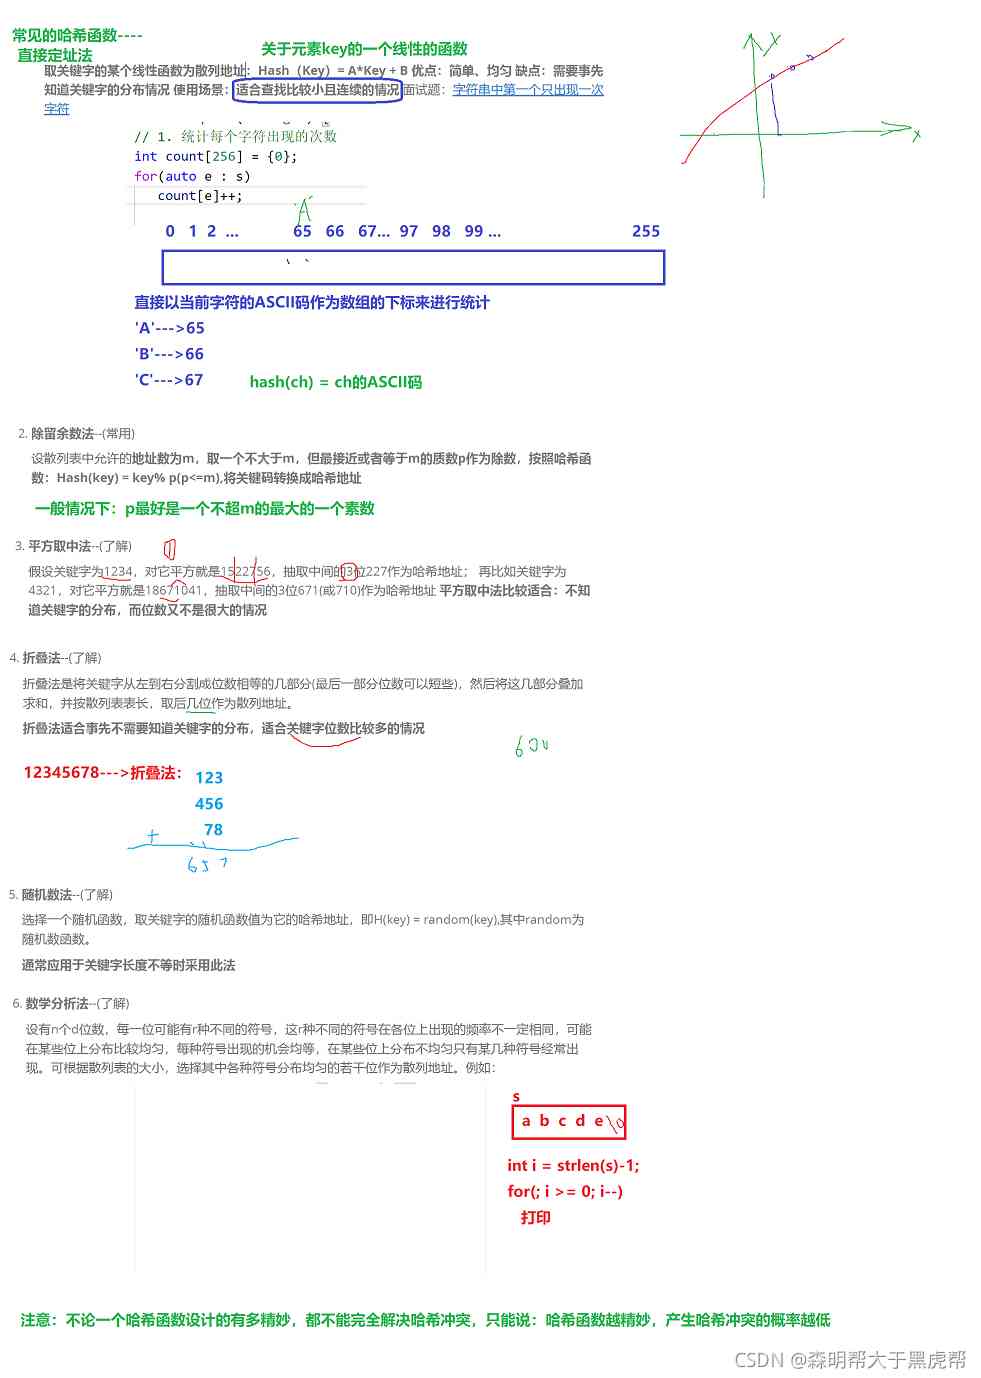 常见的哈希函数----
直接定址法
关于元素key的一个线性的函数
取关键字的某个线性函数为散列地址：Hash（Key）= A*Key + B 优点：简单、均匀 缺点：需要事先
知道关键字的分布情况 使用场景：适合查找比较小且连续的情况 面试题：字符串中第一个只出现一次
字符
X
x
// 1. 统计每个字符出现的次数
int count[256] = {0};
for(auto e : s)
count[e]++;
A
0 1 2 ... 65 66 67... 97 98 99 ... 255
直接以当前字符的ASCII码作为数组的下标来进行统计
'A'--->65
'B'--->66
'C'--->67
hash(ch) = ch的ASCII码
2. 除留余数法--(常用)
设散列表中允许的地址数为m，取一个不大于m，但最接近或者等于m的质数p作为除数，按照哈希函
数：Hash(key) = key% p(p<=m),将关键码转换成哈希地址
一般情况下：p最好是一个不超m的最大的一个素数
3. 平方取中法--(了解)
假设关键字为1234，对它平方就是1522756，抽取中间的3位227作为哈希地址； 再比如关键字为
4321，对它平方就是18671041，抽取中间的3位671(或710)作为哈希地址 平方取中法比较适合：不知
道关键字的分布，而位数又不是很大的情况
4. 折叠法--(了解)
折叠法是将关键字从左到右分割成位数相等的几部分(最后一部分位数可以短些)，然后将这几部分叠加
求和，并按散列表表长，取后几位作为散列地址。
折叠法适合事先不需要知道关键字的分布，适合关键字位数比较多的情况
12345678--->折叠法：
123
456
78
+
657
5. 随机数法--(了解)
选择一个随机函数，取关键字的随机函数值为它的哈希地址，即H(key) = random(key),其中random为
随机数函数。
通常应用于关键字长度不等时采用此法
6. 数学分析法--(了解)
设有n个d位数，每一位可能有r种不同的符号，这r种不同的符号在各位上出现的频率不一定相同，可能
在某些位上分布比较均匀，每种符号出现的机会均等，在某些位上分布不均匀只有某几种符号经常出
现。可根据散列表的大小，选择其中各种符号分布均匀的若干位作为散列地址。例如：
s
a b c d e \0
int i = strlen(s)-1;
for(; i >= 0; i--)
打印
注意：不论一个哈希函数设计的有多精妙，都不能完全解决哈希冲突，只能说：哈希函数越精妙，产生哈希冲突的概率越低
CSDN @森明帮大于黑虎帮